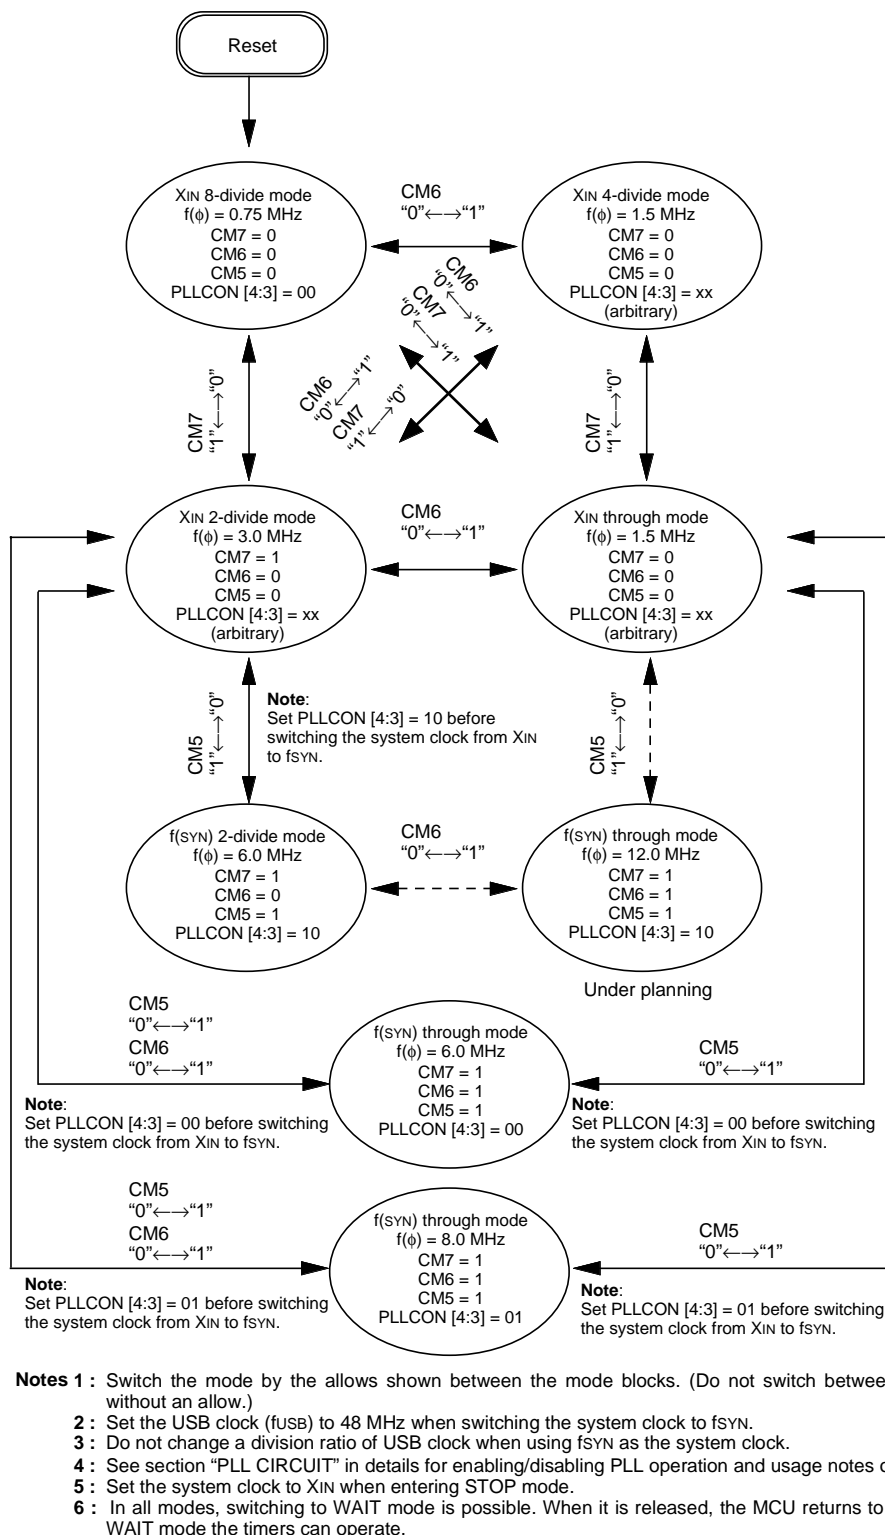 Reset
XIN 8-divide mode
f(ϕ) = 0.75 MHz
CM7 = 0
CM6 = 0
CM5 = 0
PLLCON [4:3] = 00
CM6
“0”←→“1”
XIN 4-divide mode
f(ϕ) = 1.5 MHz
CM7 = 0
CM6 = 0
CM5 = 0
PLLCON [4:3] = xx
(arbitrary)
CM6
“0”←→“1”
CM7
“0”←→“1”
CM6
“0”←→“1”
CM7
“1”←→“0”
CM7
“1”←→“0”
CM7
“1”←→“0”
XIN 2-divide mode
f(ϕ) = 3.0 MHz
CM7 = 1
CM6 = 0
CM5 = 0
PLLCON [4:3] = xx
(arbitrary)
CM6
“0”←→“1”
XIN through mode
f(ϕ) = 1.5 MHz
CM7 = 0
CM6 = 0
CM5 = 0
PLLCON [4:3] = xx
(arbitrary)
CM5
“1”←→“0”
Note:
Set PLLCON [4:3] = 10 before
switching the system clock from XIN
to fSYN.
CM5
“1”←→“0”
f(SYN) 2-divide mode
f(ϕ) = 6.0 MHz
CM7 = 1
CM6 = 0
CM5 = 1
PLLCON [4:3] = 10
CM6
“0”←→“1”
f(SYN) through mode
f(ϕ) = 12.0 MHz
CM7 = 1
CM6 = 1
CM5 = 1
PLLCON [4:3] = 10
Under planning
CM5
“0”←→“1”
CM6
“0”←→“1”
Note:
Set PLLCON [4:3] = 00 before switching
the system clock from XIN to fSYN.
f(SYN) through mode
f(ϕ) = 6.0 MHz
CM7 = 1
CM6 = 1
CM5 = 1
PLLCON [4:3] = 00
CM5
“0”←→“1”
Note:
Set PLLCON [4:3] = 00 before switching
the system clock from XIN to fSYN.
CM5
“0”←→“1”
CM6
“0”←→“1”
Note:
Set PLLCON [4:3] = 01 before switching
the system clock from XIN to fSYN.
f(SYN) through mode
f(ϕ) = 8.0 MHz
CM7 = 1
CM6 = 1
CM5 = 1
PLLCON [4:3] = 01
CM5
“0”←→“1”
Note:
Set PLLCON [4:3] = 01 before switching
the system clock from XIN to fSYN.
Notes 1 : Switch the mode by the allows shown between the mode blocks. (Do not switch betwee
without an allow.)
2 : Set the USB clock (fUSB) to 48 MHz when switching the system clock to fSYN.
3 : Do not change a division ratio of USB clock when using fSYN as the system clock.
4 : See section “PLL CIRCUIT” in details for enabling/disabling PLL operation and usage notes
5 : Set the system clock to XIN when entering STOP mode.
6 : In all modes, switching to WAIT mode is possible. When it is released, the MCU returns to
WAIT mode the timers can operate.